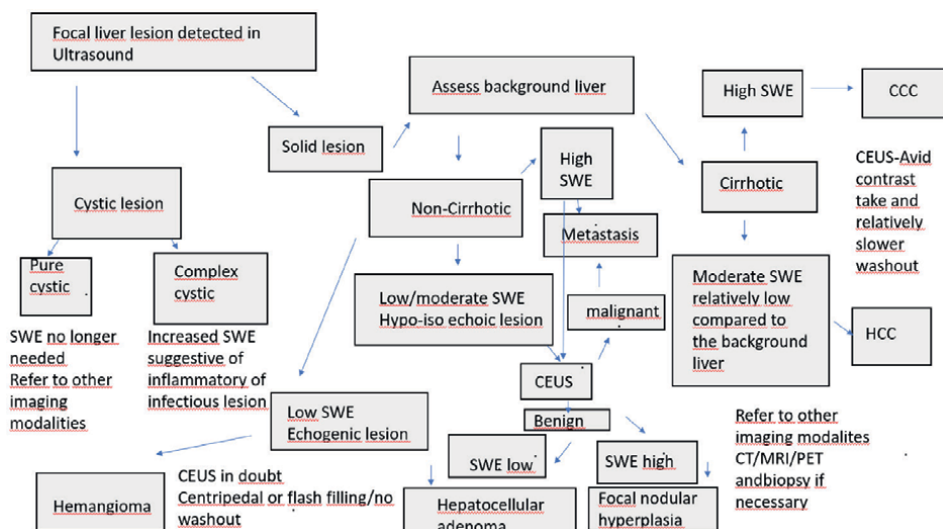 Focal liver lesion detected in
Ultrasound
Assess background liver
High SWE
CCC
Solid lesion
High
SWE
CEUS-Avid
contrast
take and
relatively
slower
washout
Cystic lesion
Non-Cirrhotic
Cirrhotic
Metastasis
Pure
cystic
Complex
cystic
Low/moderate SWE
Hypo-iso echoic lesion
malignant
Moderate SWE
relatively low
compared to
the background
liver
HCC
SWE no longer
needed
Refer to other
imaging
modalities
Increased SWE
suggestive of
inflammatory of
infectious lesion
CEUS
Low SWE
Echogenic lesion
Benign
Refer to other
imaging modalites
CT/MRI/PET
andbiopsy if
necessary
SWE low
SWE high
Hemangioma
CEUS in doubt
Centripedal or flash filling/no
washout
Hepatocellular
adenoma
Focal nodular
hyperplasia